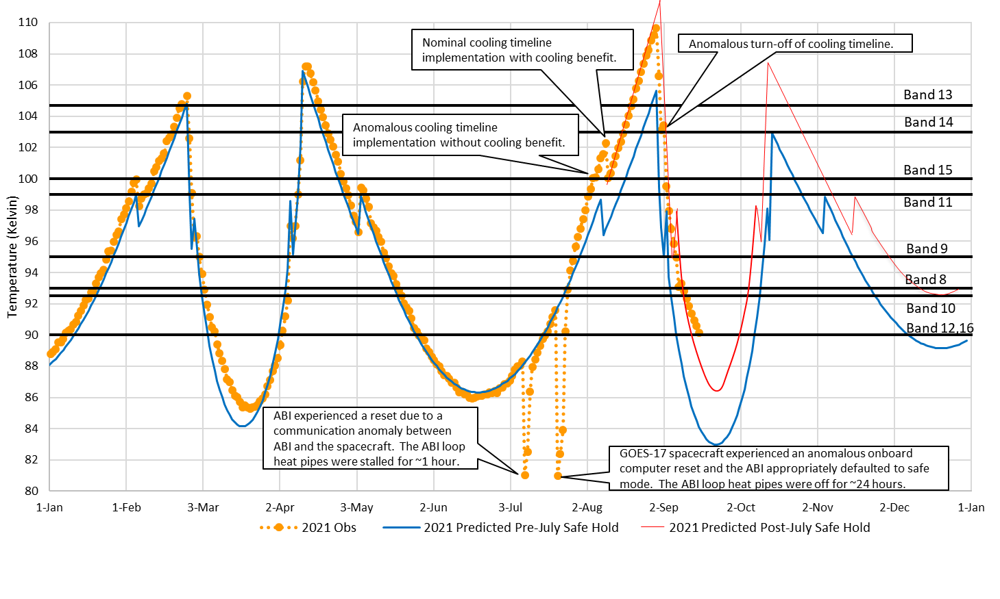 110
108
106
104
102
100
98
96
94
92
90
88
86
84
82
80
Temperature (Kelvin)
Nominal cooling timeline
implementation with cooling benefit.
Anomalous turn-off of cooling timeline.
Anomalous cooling timeline
implementation without cooling benefit.
Band 13
Band 14
Band 15
Band 11
Band 9
Band 8
Band 10
Band 12,16
ABI experienced a reset due to a
communication anomaly between
ABI and the spacecraft. The ABI loop
heat pipes were stalled for ~1 hour.
GOES-17 spacecraft experienced an anomalous onboard
computer reset and the ABI appropriately defaulted to safe
mode. The ABI loop heat pipes were off for ~24 hours.
1-Jan 1-Feb 3-Mar 2-Apr 3-May 2-Jun 3-Jul 2-Aug 2-Sep 2-Oct 2-Nov 2-Dec 1-Jan
2021 Obs 2021 Predicted Pre-July Safe Hold 2021 Predicted Post-July Safe Hold